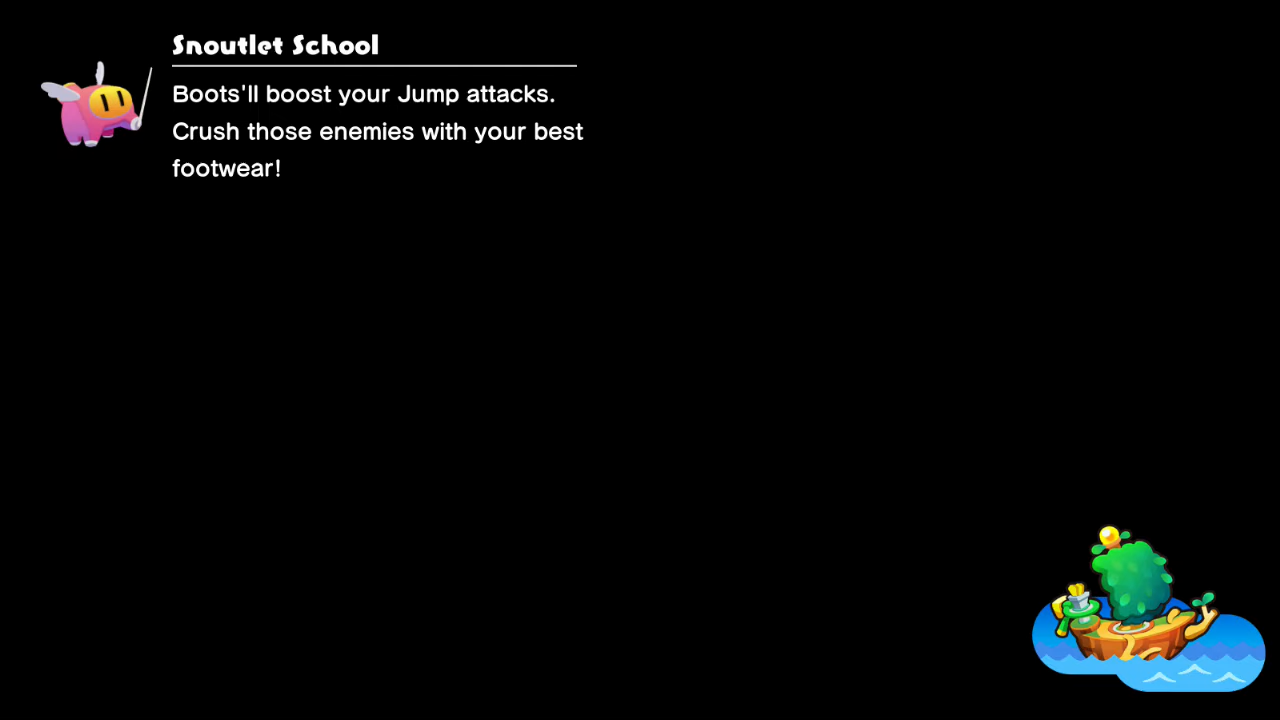 Snoutlet School
Boots'll boost your Jump attacks.
Crush those enemies with your best
footwear!